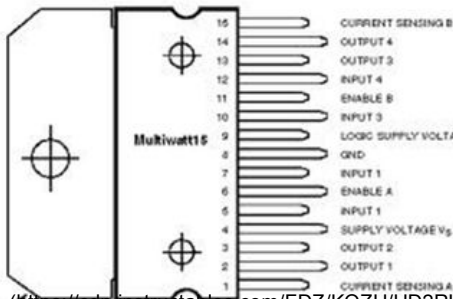 15 CURRENT SENSING B
14 OUTPUT 4
13 OUTPUT 3
12 INPUT 4
11 ENABLE B
10 INPUT 3
Multiwatt15
9 LOGIC SUPPLY VOLTA
8 GND
7 INPUT 1
6 ENABLE A
5 INPUT 1
4 SUPPLY VOLTAGE VS
3 OUTPUT 2
2 OUTPUT 1
1 CURRENT SENSING A